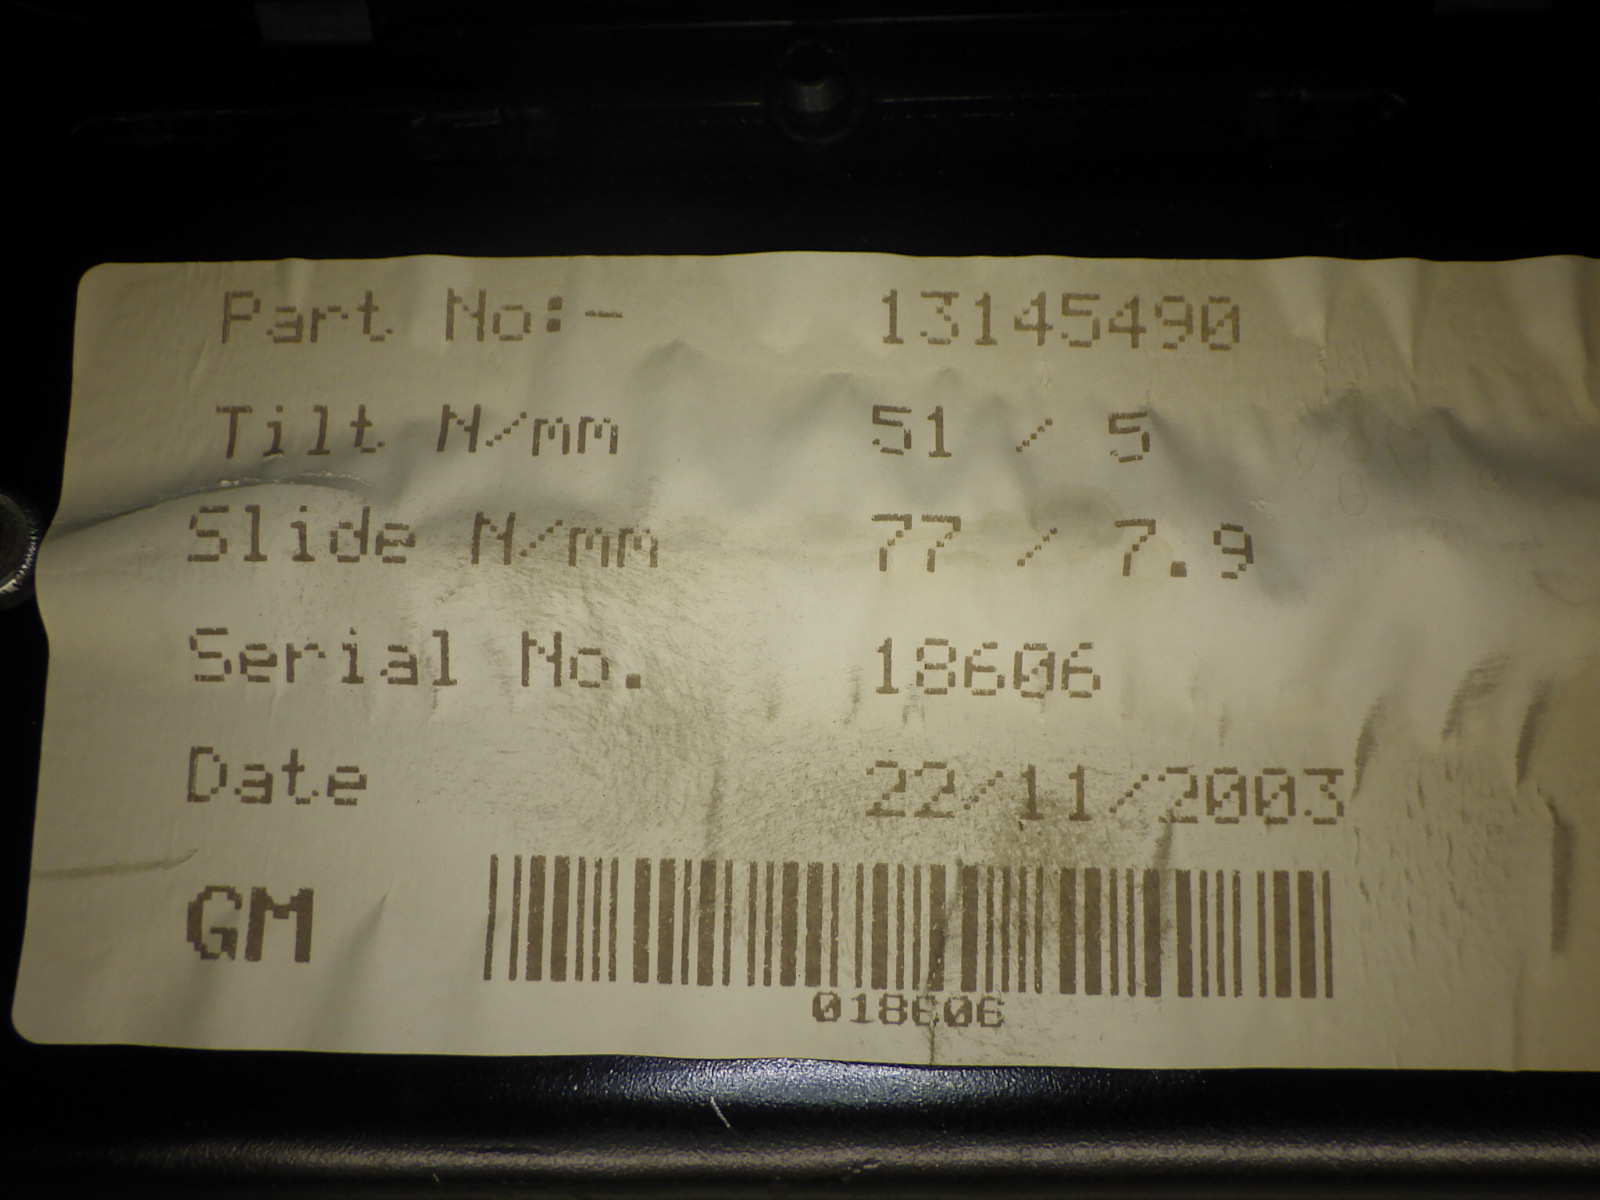 Part No:- 13145490
Tilt N/mm 51 / 5
Slide N/mm 77 / 7.9
Serial No. 18606
Date 22/11/2003
GM
018606